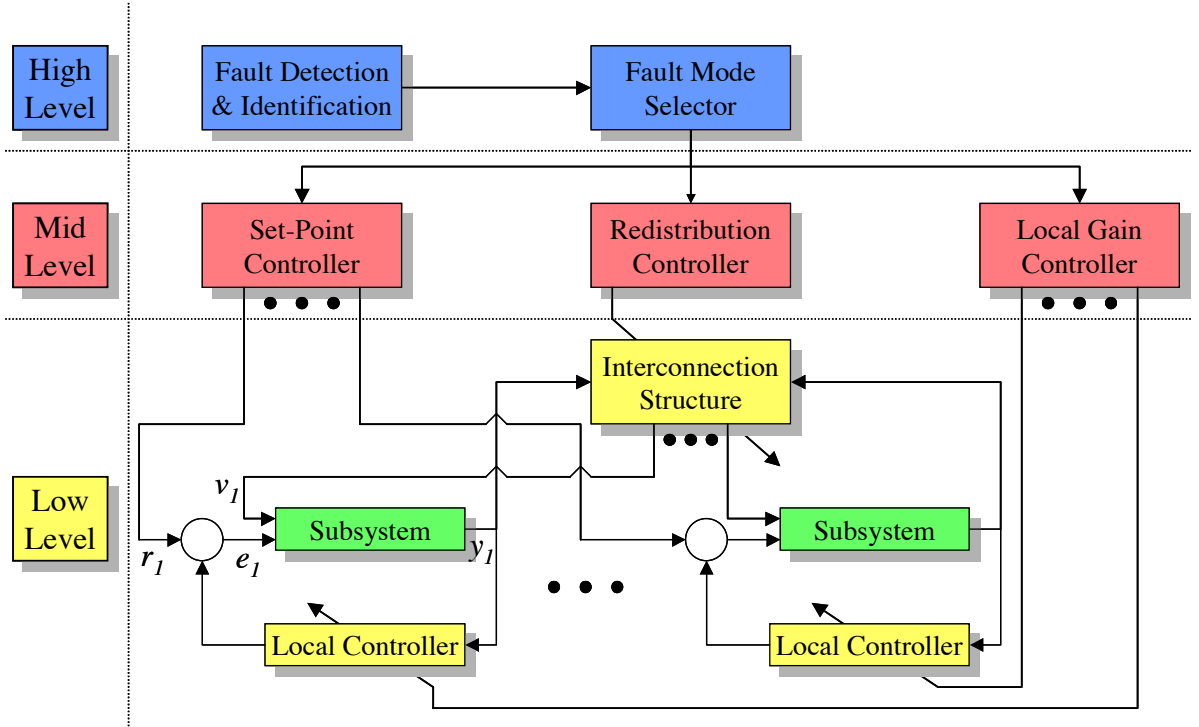 High
Level
Fault Detection
& Identification
Fault Mode
Selector
Mid
Level
Set-Point
Controller
Redistribution
Controller
Local Gain
Controller
Interconnection
Structure
Low
Level
v1
Subsystem
Subsystem
r1
e1
y1
Local Controller
Local Controller